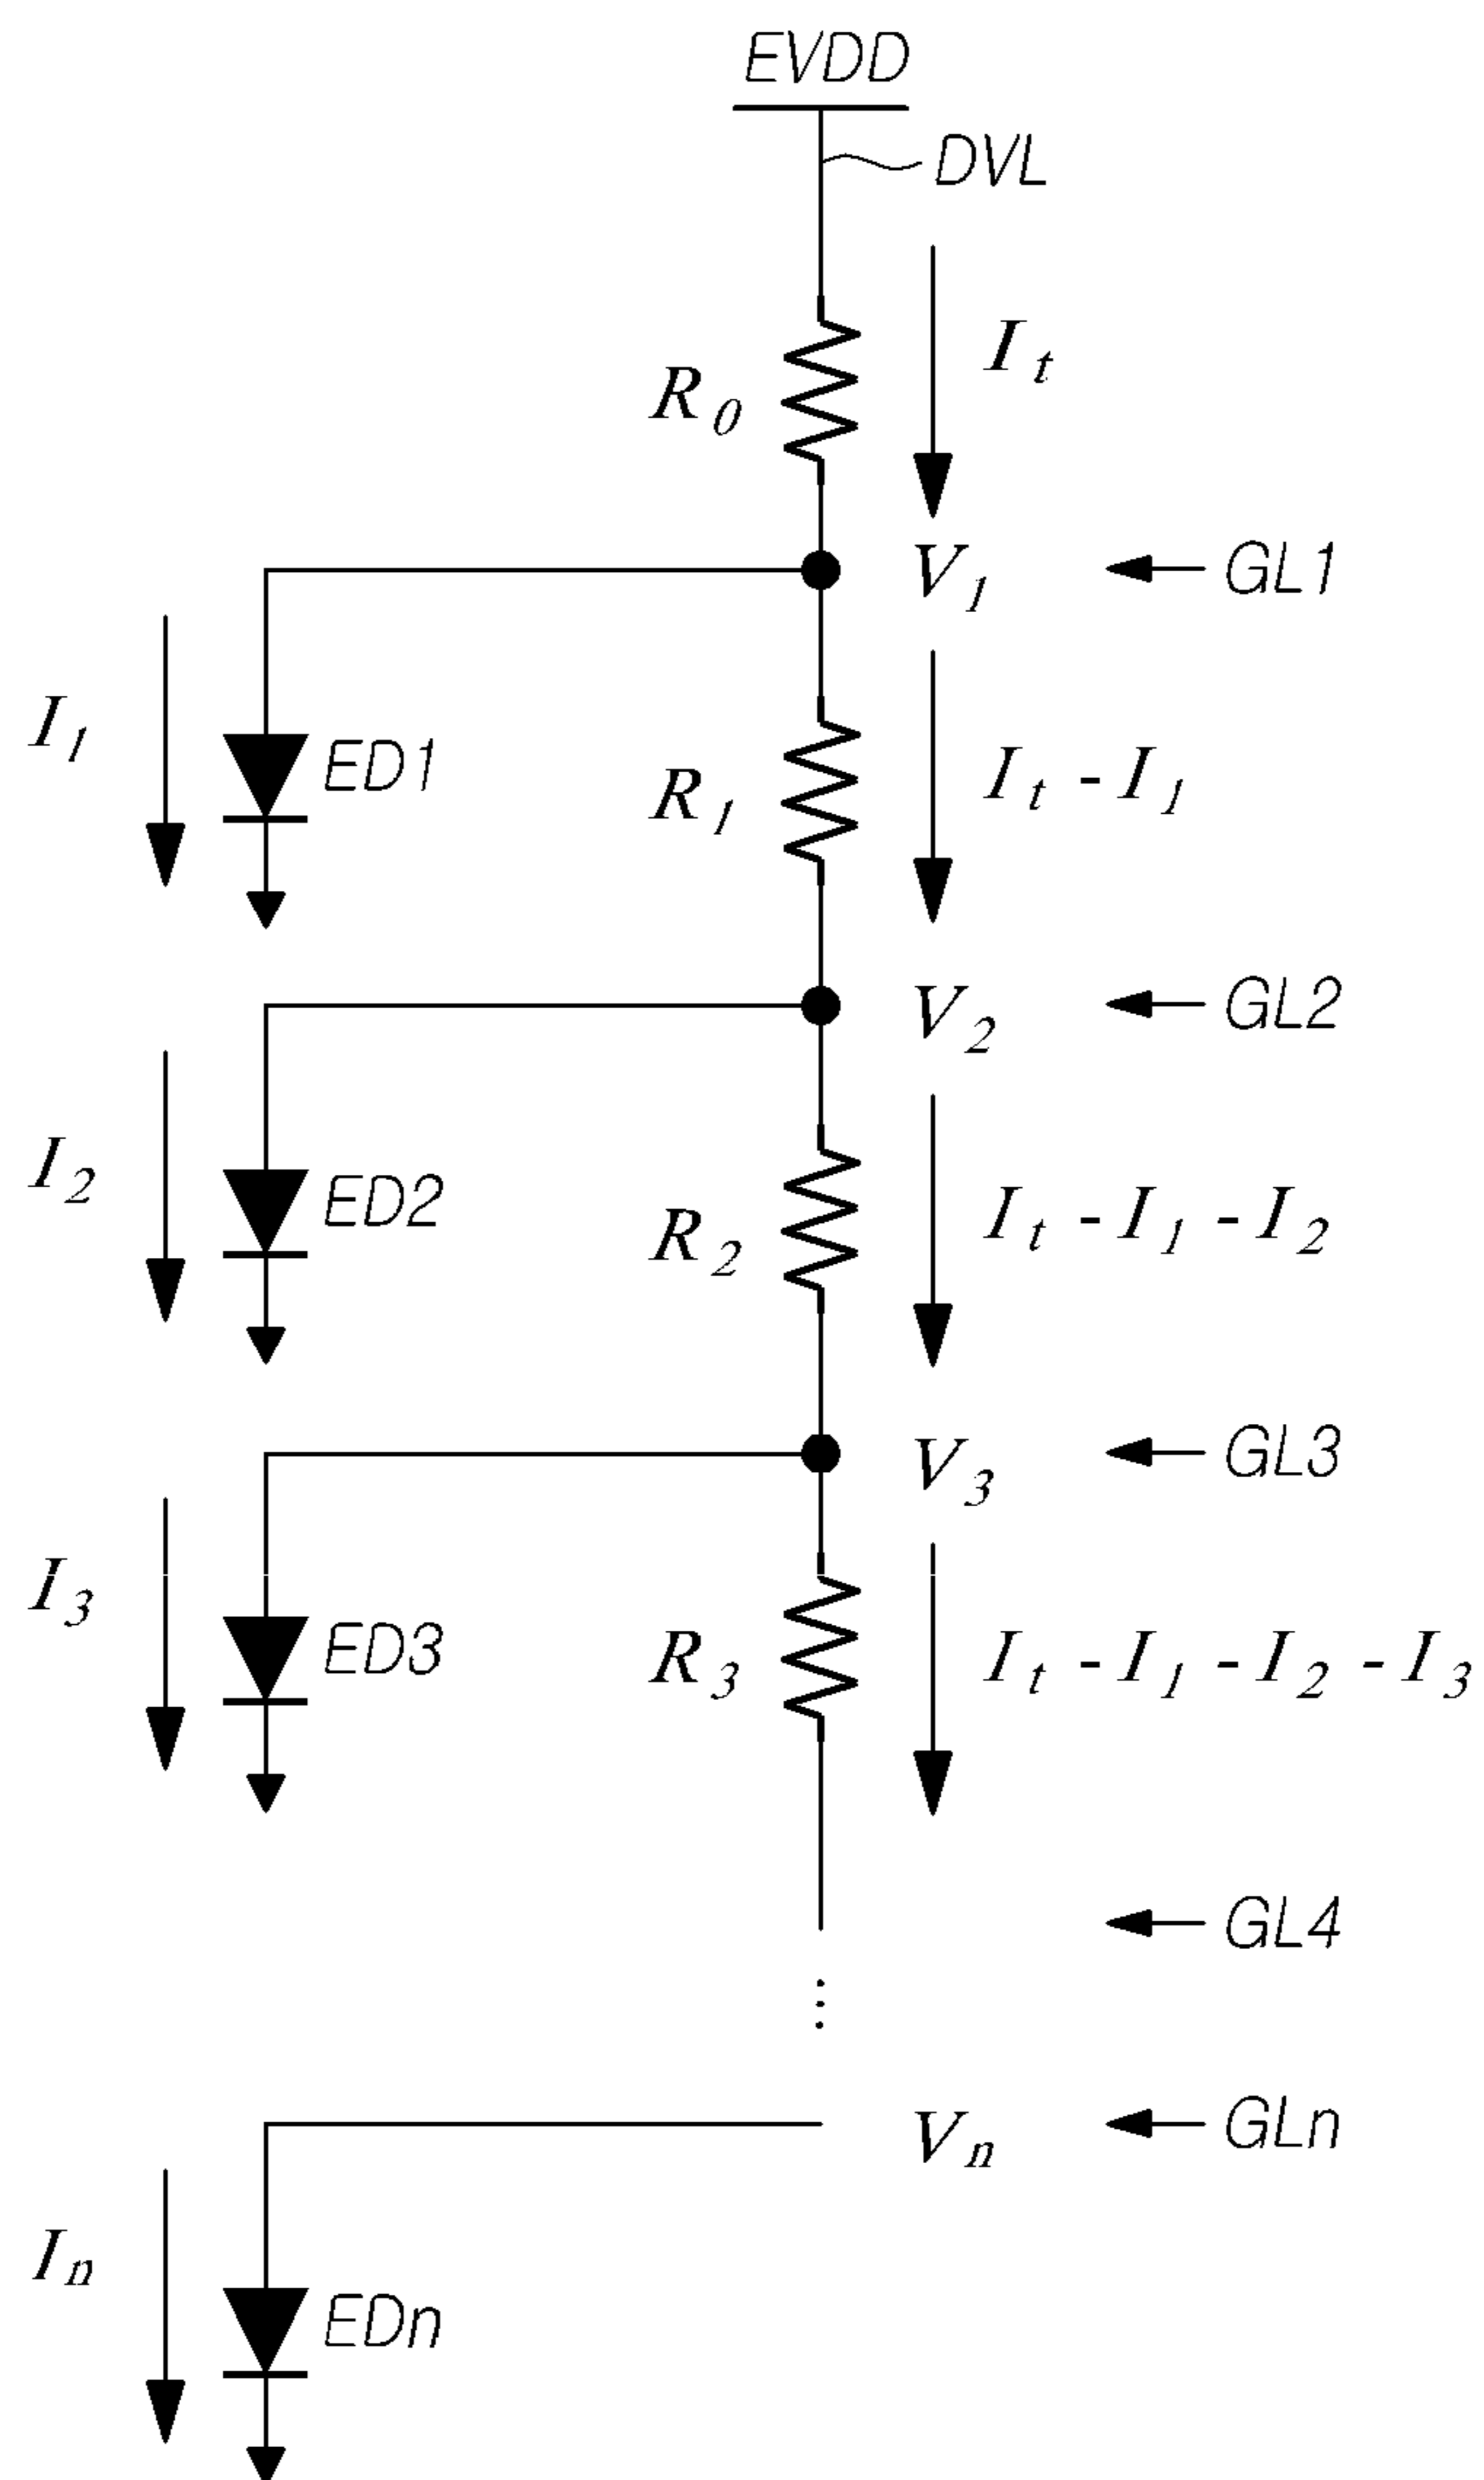 EVDD
DVL
I t
R 0
V 1
GL1
I 1
ED1
R 1
I t - I 1
V 2
GL2
I 2
ED2
R 2
I t - I 1 - I 2
V 3
GL3
I 3
ED3
R 3
I t - I 1 - I 2 - I 3
GL4
V n
GLn
I n
EDn